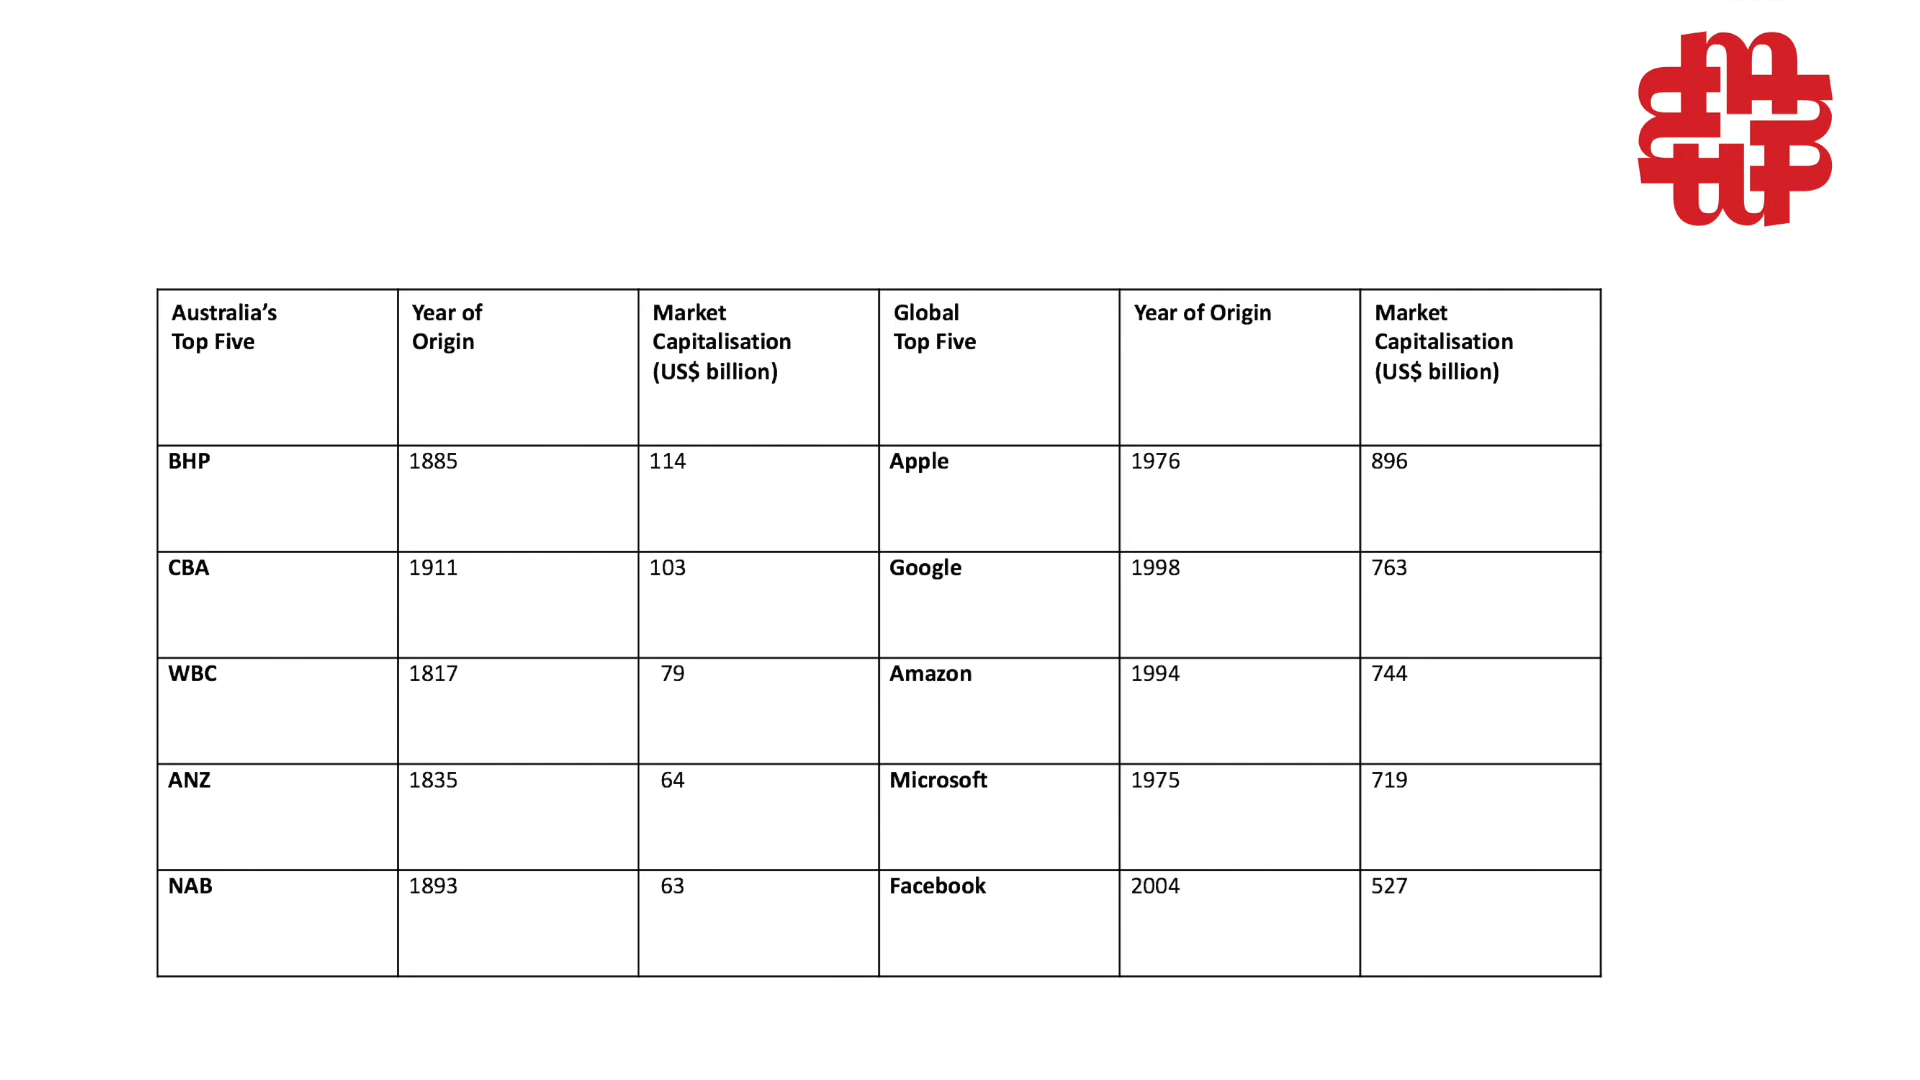 Australia's
Top Five
Year of
Origin
Market
Capitalisation
(US$ billion)
Global
Top Five
Year of Origin
Market
Capitalisation
(US$ billion)
BHP 1885 114 Apple 1976 896
CBA 1911 103 Google 1998 763
WBC 1817 79 Amazon 1994 744
ANZ 1835 64 Microsoft 1975 719
NAB 1893 63 Facebook 2004 527